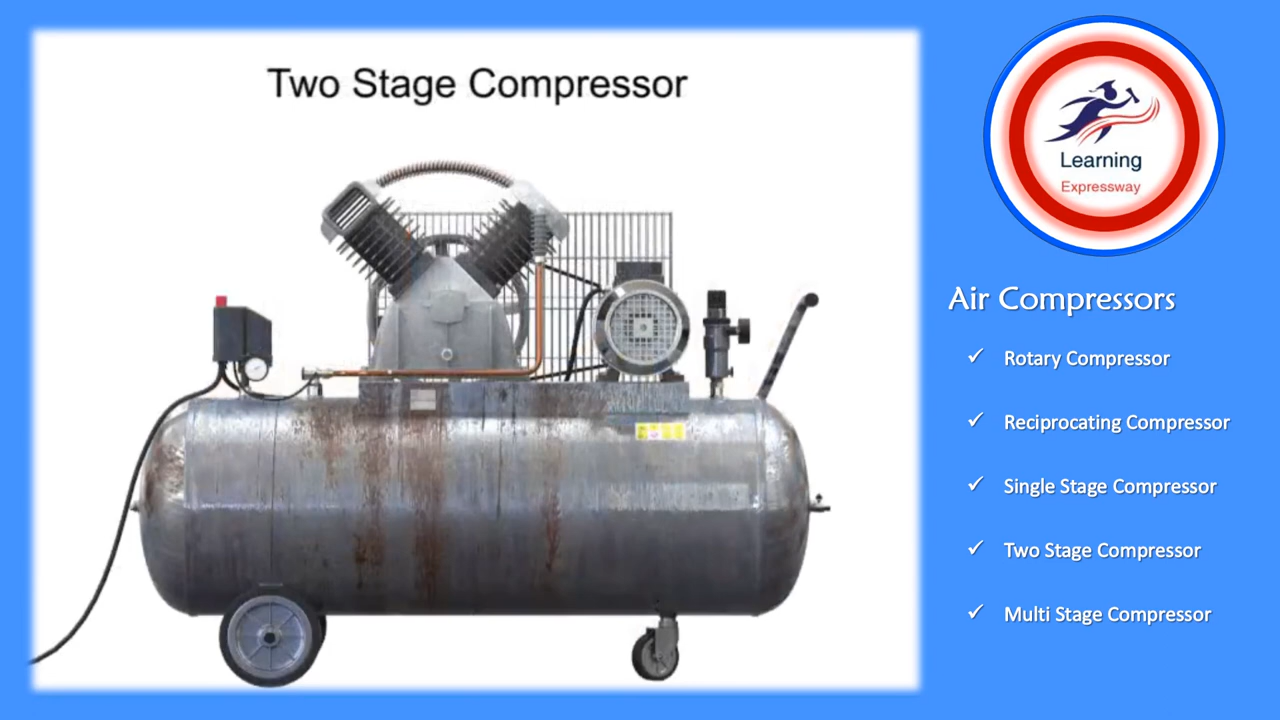 Two Stage Compressor
Learning
Expressway
Air Compressors
Rotary Compressor
Reciprocating Compressor
Single Stage Compressor
Two Stage Compressor
Multi Stage Compressor